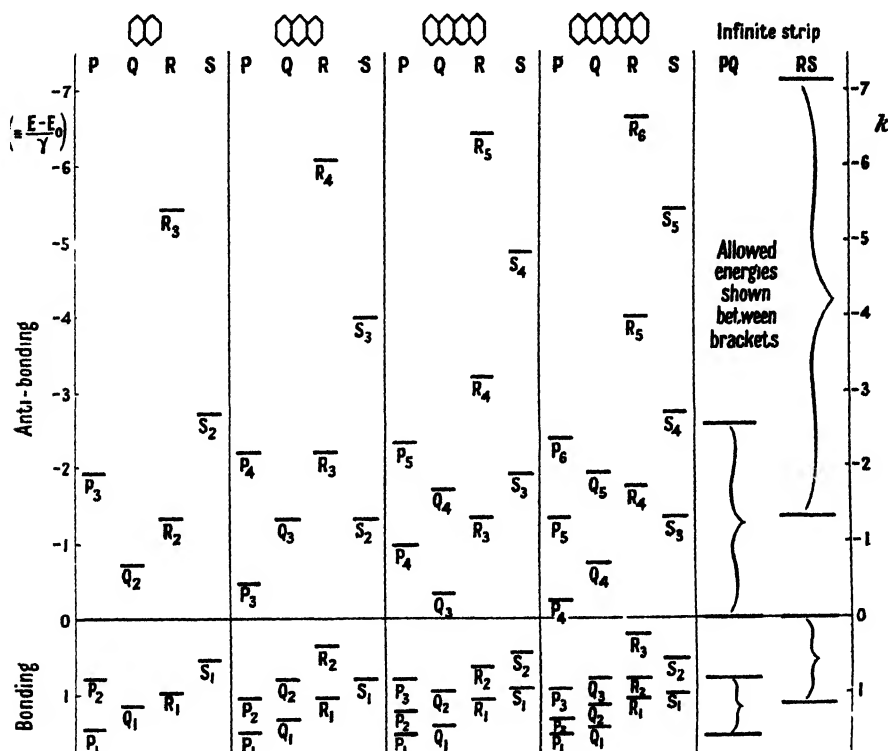 Infinite strip
P Q R S P Q R S P Q R S P Q R S PQ RS
-7 -7
(≡ E-E₀/γ) k
R₆
R₅
-6 R₄ -6
R₃ S₅
-5 Allowed -5
S₄ energies
shown
-4 S₃ R₅ between -4
brackets
Anti-bonding
-3 R₄ -3
S₂ S₄
P₆
-2 P₄ R₃ P₅ -2
P₃ S₃ Q₅
Q₄ R₄
R₂ Q₃ S₂ R₃ P₅ S₃
-1 P₄ -1
Q₂ Q₄
P₃ Q₃ P₄
0 0
R₂ R₃
S₁ R₂ S₂ S₂
P₂ Q₂ S₁ P₃ Q₃ R₂
1 R₁ P₂ R₁ Q₂ R₁ S₁ P₃ R₁ S₁ 1
Bonding
Q₁ Q₁ P₂ Q₂
P₁ P₁ P₁ Q₁ P₁ Q₁